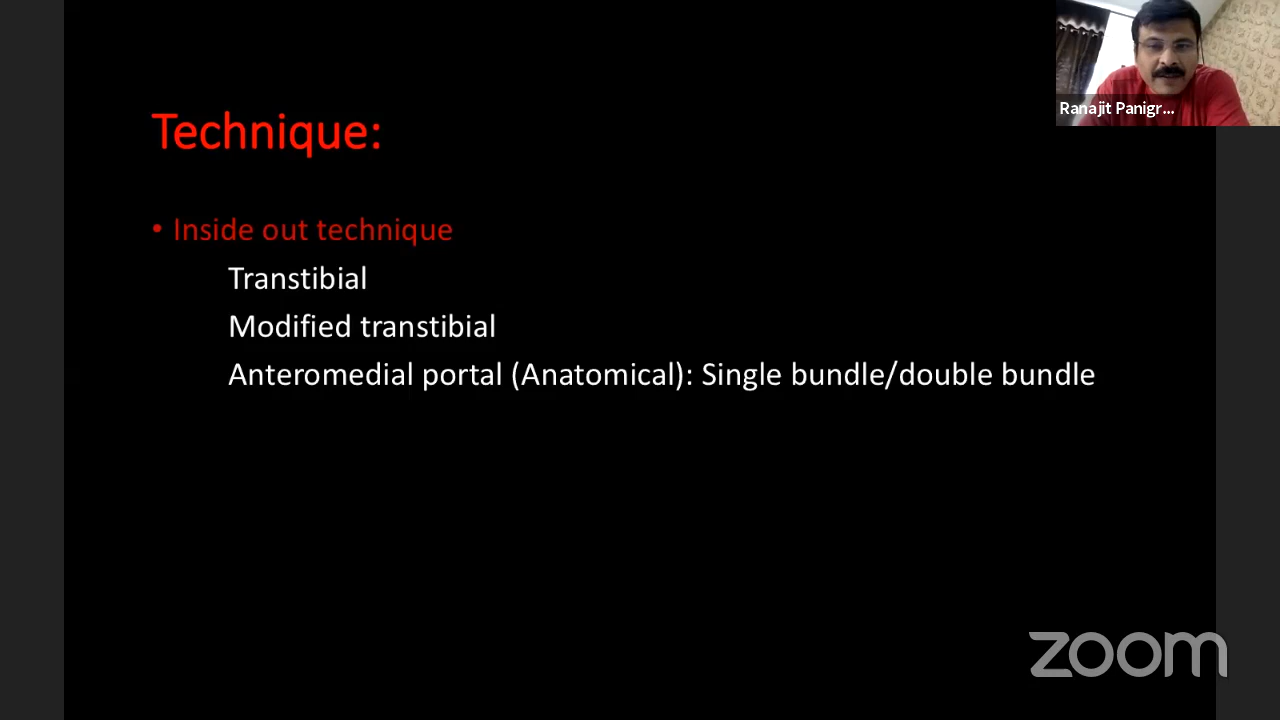 Technique:
• Inside out technique
Transtibial
Modified transtibial
Anteromedial portal (Anatomical): Single bundle/double bundle
Ranajit Panigr...
zoom